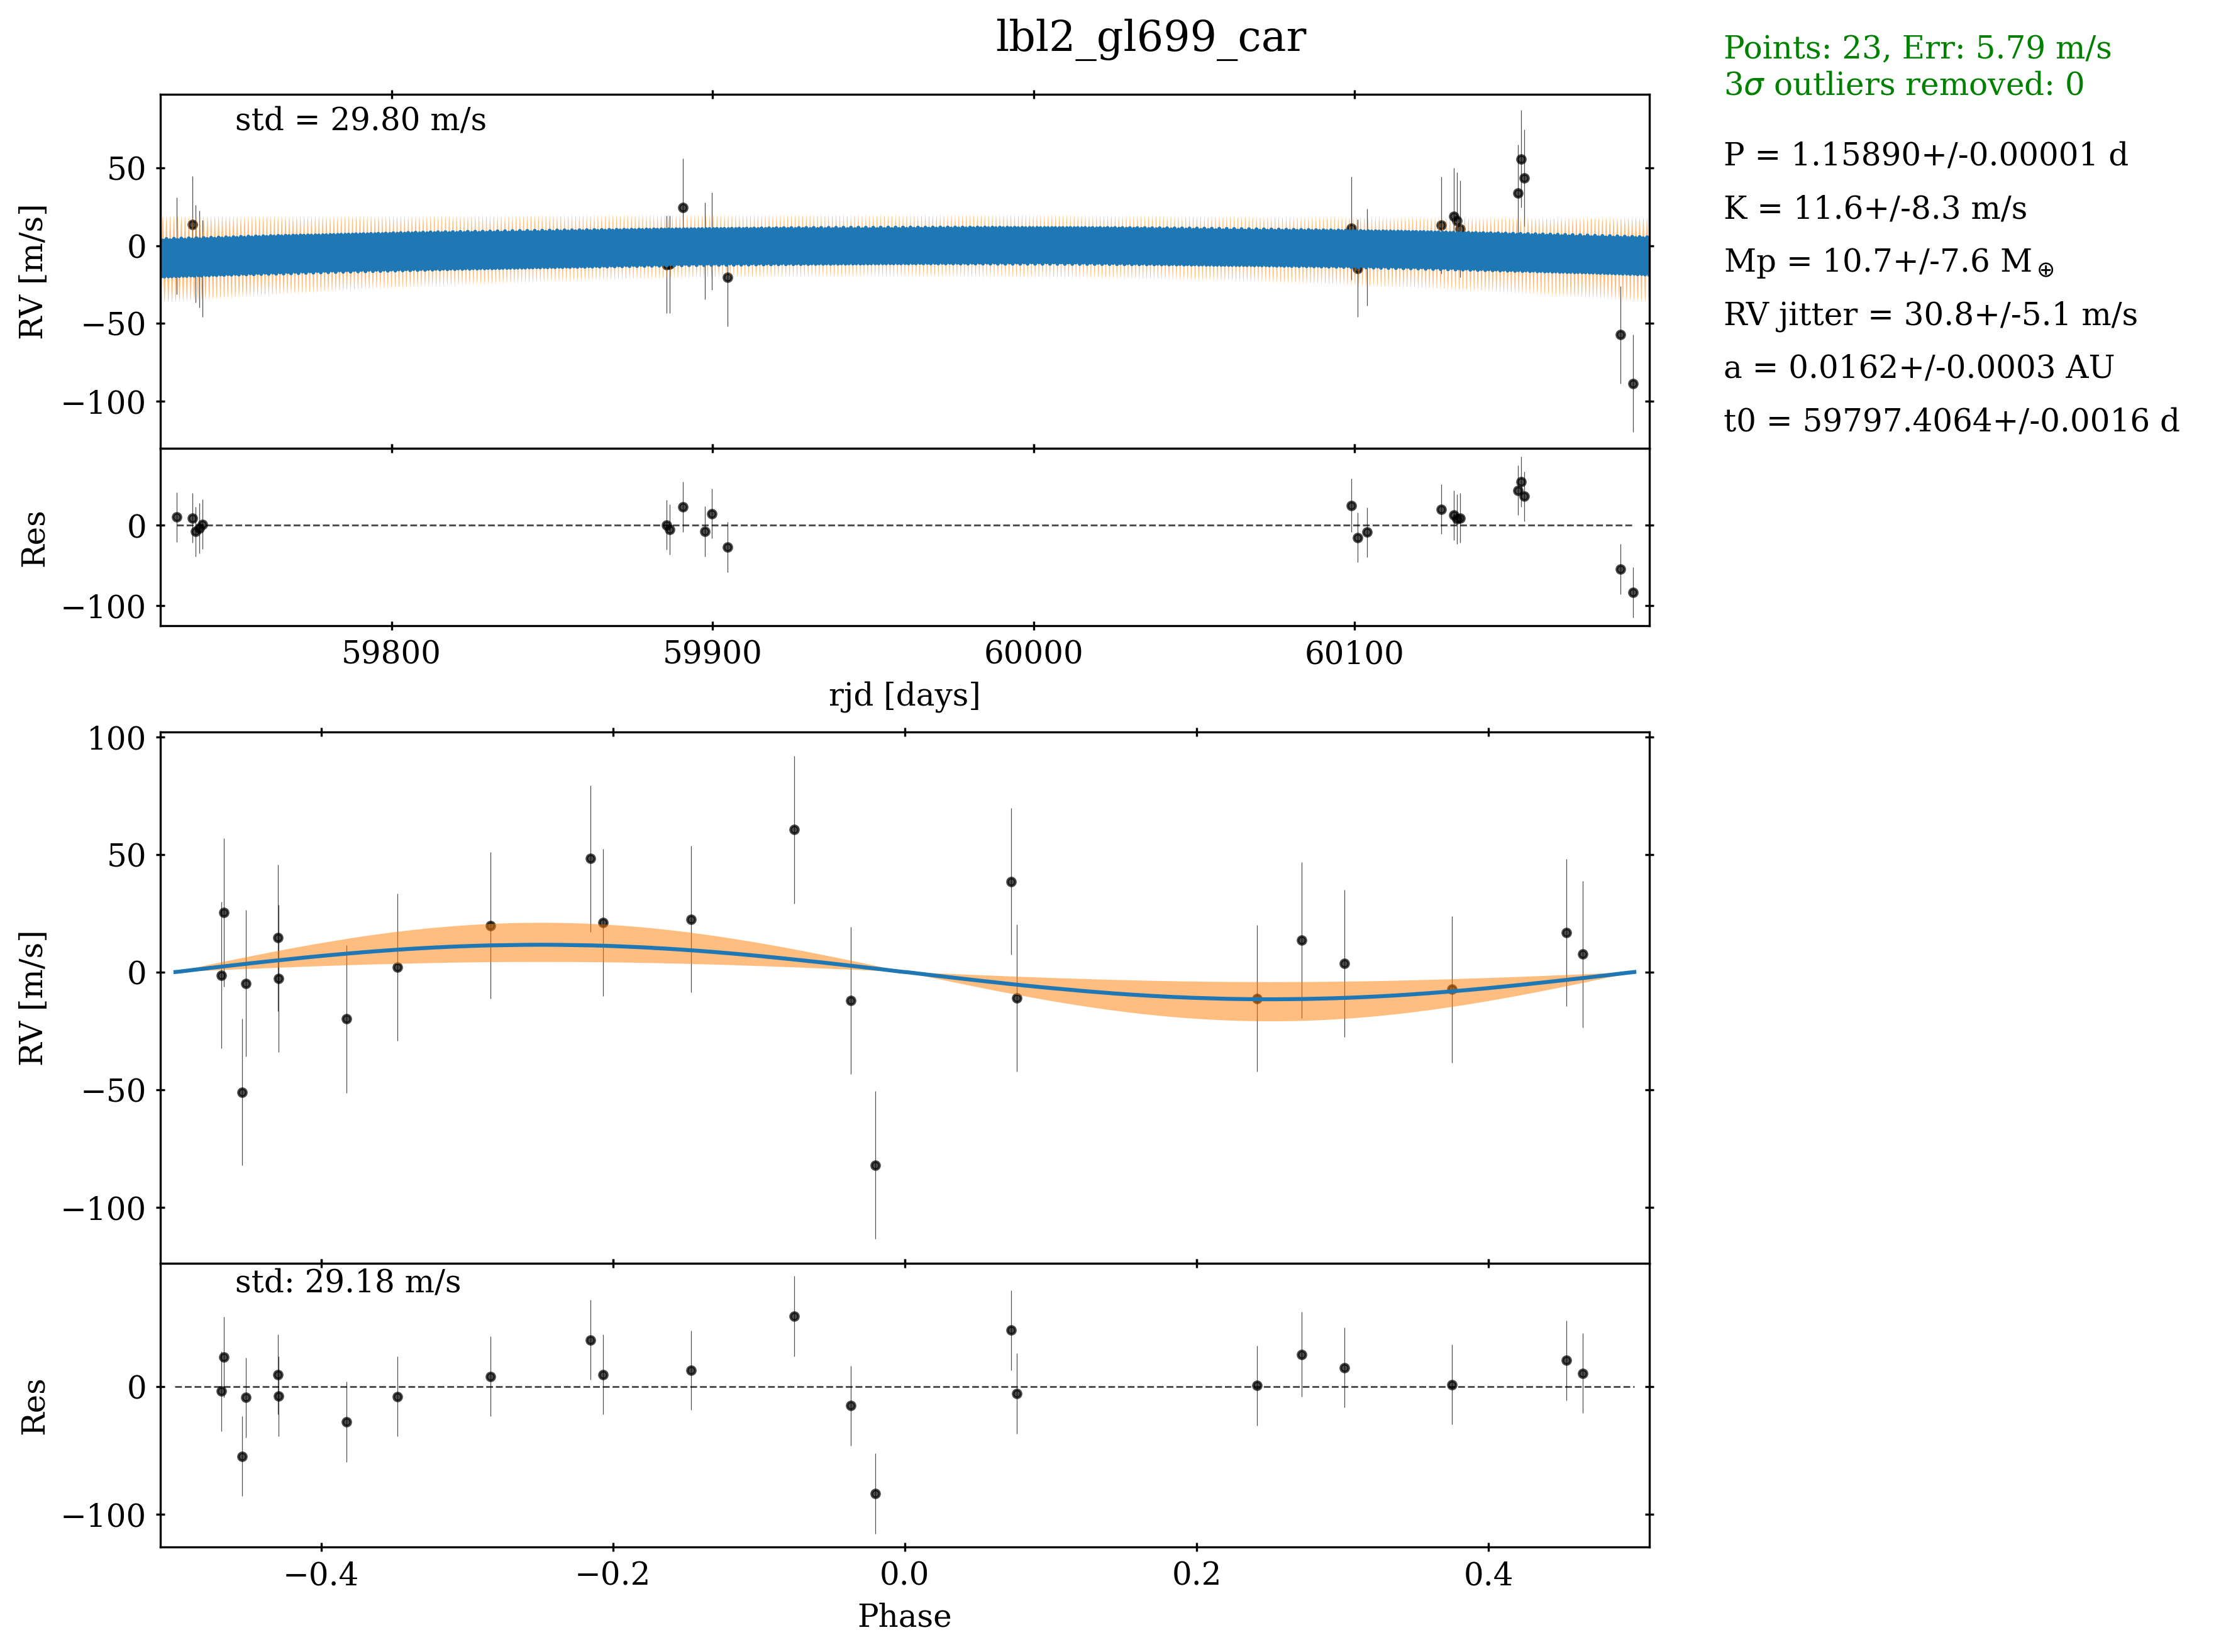 lbl2_gl699_car
Points: 23, Err: 5.79 m/s
3σ outliers removed: 0
P = 1.15890+/-0.00001 d
K = 11.6+/-8.3 m/s
Mp = 10.7+/-7.6 M⊕
RV jitter = 30.8+/-5.1 m/s
a = 0.0162+/-0.0003 AU
t0 = 59797.4064+/-0.0016 d
std = 29.80 m/s
RV [m/s]
50
0
−50
−100
Res
0
−100
59800 59900 60000 60100
rjd [days]
RV [m/s]
100
50
0
−50
−100
std: 29.18 m/s
Res
0
−100
−0.4 −0.2 0.0 0.2 0.4
Phase